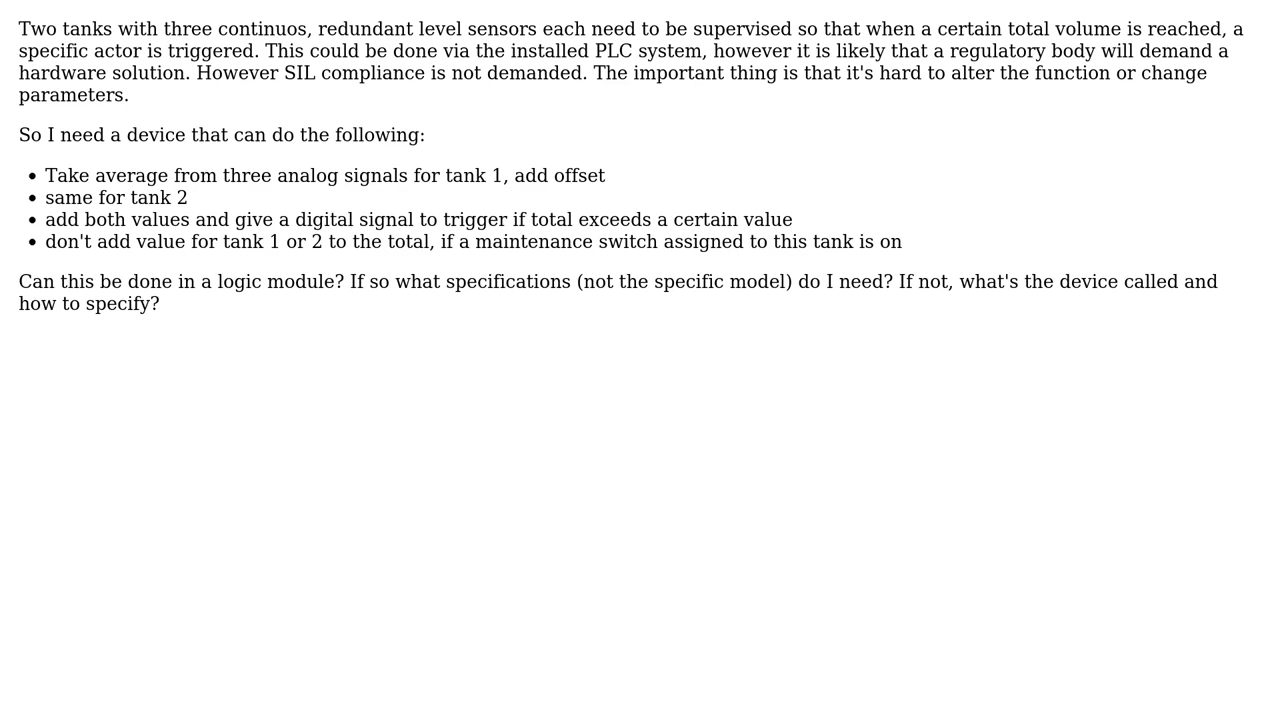 Two tanks with three continuos, redundant level sensors each need to be supervised so that when a certain total volume is reached, a
specific actor is triggered. This could be done via the installed PLC system, however it is likely that a regulatory body will demand a
hardware solution. However SIL compliance is not demanded. The important thing is that it's hard to alter the function or change
parameters.
So I need a device that can do the following:
• Take average from three analog signals for tank 1, add offset
• same for tank 2
• add both values and give a digital signal to trigger if total exceeds a certain value
• don't add value for tank 1 or 2 to the total, if a maintenance switch assigned to this tank is on
Can this be done in a logic module? If so what specifications (not the specific model) do I need? If not, what's the device called and
how to specify?